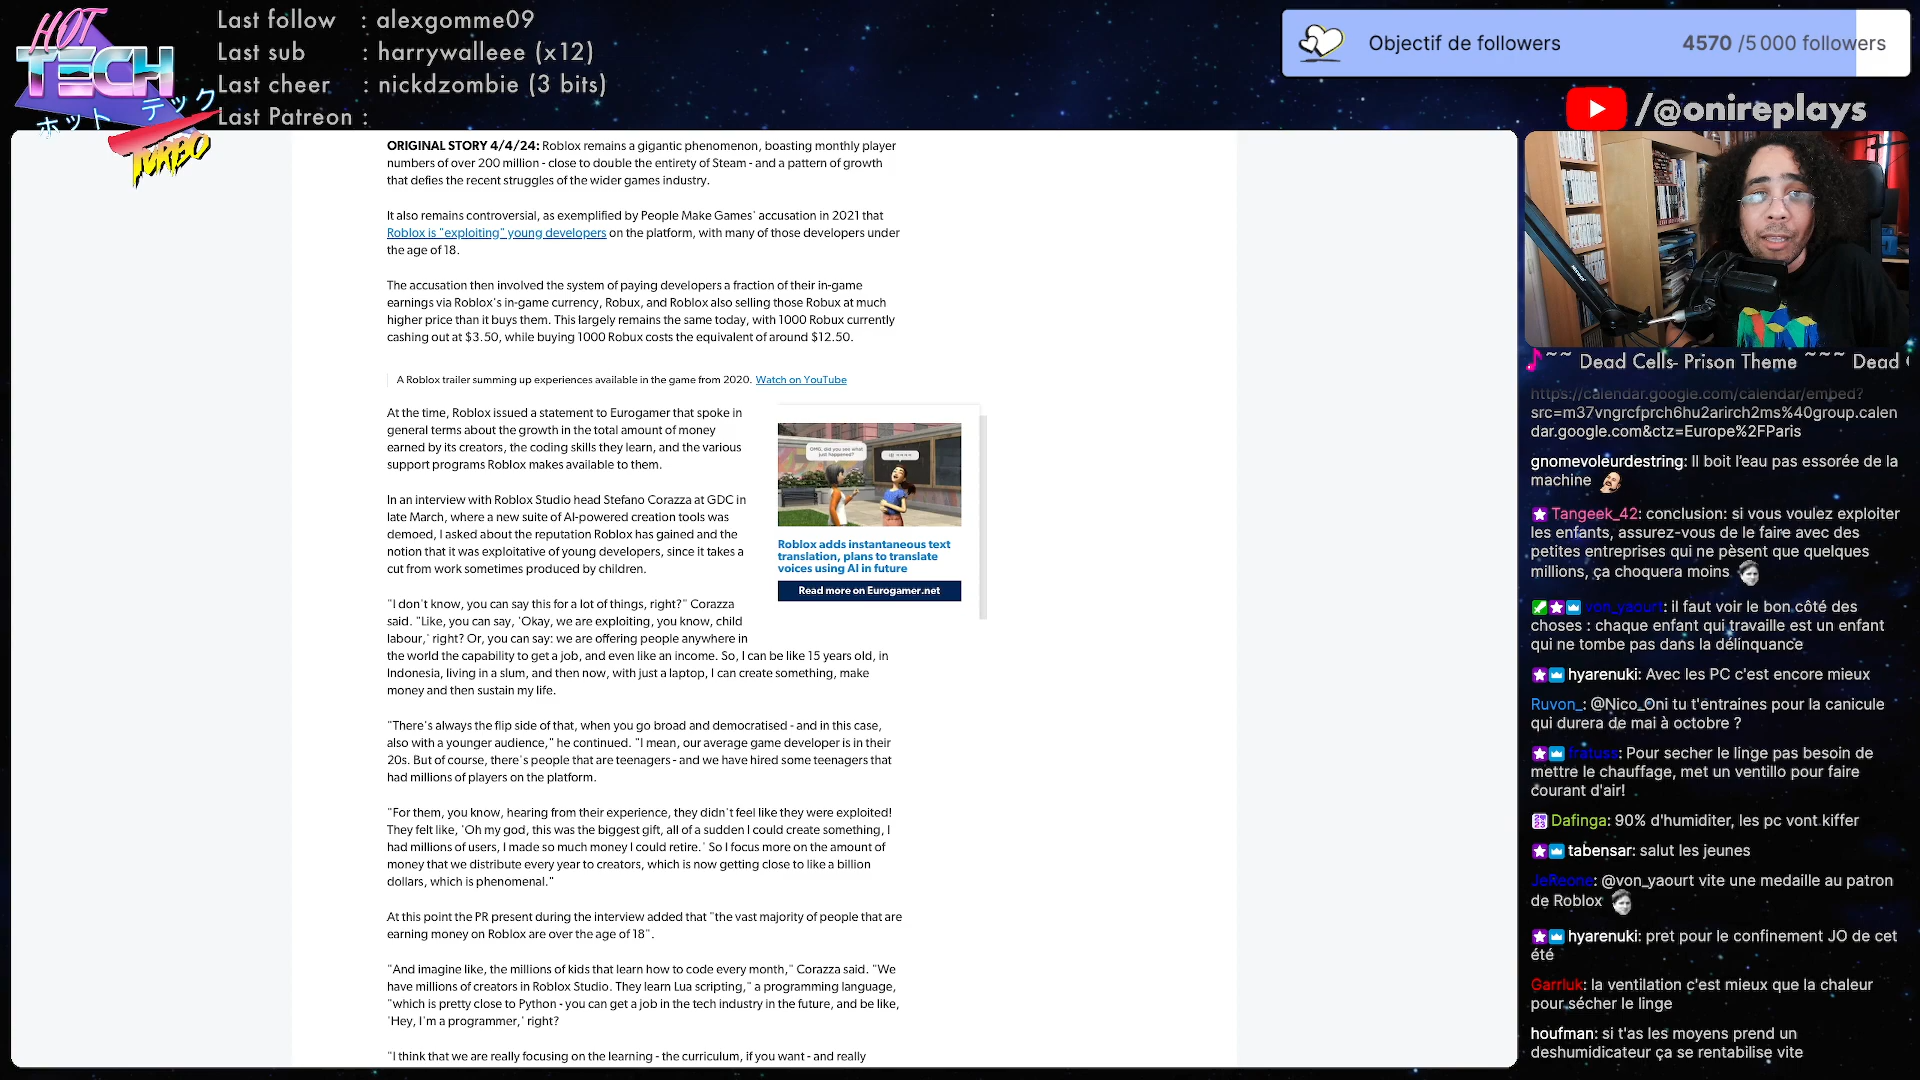 HOT
TECH
ホット テック
TURBO
Last follow : alexgomme09
Last sub : harrywalleee (x12)
Last cheer : nickdzombie (3 bits)
Last Patreon :
Objectif de followers 4570 /5 000 followers
/@onireplays
ORIGINAL STORY 4/4/24: Roblox remains a gigantic phenomenon, boasting monthly player
numbers of over 200 million - close to double the entirety of Steam - and a pattern of growth
that defies the recent struggles of the wider games industry.
It also remains controversial, as exemplified by People Make Games' accusation in 2021 that
Roblox is "exploiting" young developers on the platform, with many of those developers under
the age of 18.
The accusation then involved the system of paying developers a fraction of their in-game
earnings via Roblox's in-game currency, Robux, and Roblox also selling those Robux at much
higher price than it buys them. This largely remains the same today, with 1000 Robux currently
cashing out at $3.50, while buying 1000 Robux costs the equivalent of around $12.50.
A Roblox trailer summing up experiences available in the game from 2020. Watch on YouTube
At the time, Roblox issued a statement to Eurogamer that spoke in
general terms about the growth in the total amount of money
earned by its creators, the coding skills they learn, and the various
support programs Roblox makes available to them.
In an interview with Roblox Studio head Stefano Corazza at GDC in
late March, where a new suite of AI-powered creation tools was
demoed, I asked about the reputation Roblox has gained and the
notion that it was exploitative of young developers, since it takes a
cut from work sometimes produced by children.
"I don't know, you can say this for a lot of things, right?" Corazza
said. "Like, you can say, 'Okay, we are exploiting, you know, child
labour,' right? Or, you can say: we are offering people anywhere in
the world the capability to get a job, and even like an income. So, I can be like 15 years old, in
Indonesia, living in a slum, and then now, with just a laptop, I can create something, make
money and then sustain my life.
"There's always the flip side of that, when you go broad and democratised - and in this case,
also with a younger audience," he continued. "I mean, our average game developer is in their
20s. But of course, there's people that are teenagers - and we have hired some teenagers that
had millions of players on the platform.
"For them, you know, hearing from their experience, they didn't feel like they were exploited!
They felt like, 'Oh my god, this was the biggest gift, all of a sudden I could create something, I
had millions of users, I made so much money I could retire.' So I focus more on the amount of
money that we distribute every year to creators, which is now getting close to like a billion
dollars, which is phenomenal."
At this point the PR present during the interview added that "the vast majority of people that are
earning money on Roblox are over the age of 18".
"And imagine like, the millions of kids that learn how to code every month," Corazza said. "We
have millions of creators in Roblox Studio. They learn Lua scripting," a programming language,
"which is pretty close to Python - you can get a job in the tech industry in the future, and be like,
'Hey, I'm a programmer,' right?
"I think that we are really focusing on the learning - the curriculum, if you want - and really
OMG, did you see what
just happened?
Roblox adds instantaneous text
translation, plans to translate
voices using AI in future
Read more on Eurogamer.net
~~ Dead Cells- Prison Theme ~~~ Dead
https://calendar.google.com/calendar/embed?
src=m37vngrcfprch6hu2arirch2ms%40group.calen
dar.google.com&ctz=Europe%2FParis
gnomevoleurdestring: Il boit l'eau pas essorée de la
machine
Tangeek_42: conclusion: si vous voulez exploiter
les enfants, assurez-vous de le faire avec des
petites entreprises qui ne pèsent que quelques
millions, ça choquera moins
von_yaourt: il faut voir le bon côté des
choses : chaque enfant qui travaille est un enfant
qui ne tombe pas dans la délinquance
hyarenuki: Avec les PC c'est encore mieux
Ruvon_: @Nico_Oni tu t'entraines pour la canicule
qui durera de mai à octobre ?
fratuss: Pour secher le linge pas besoin de
mettre le chauffage, met un ventillo pour faire
courant d'air!
Dafinga: 90% d'humiditer, les pc vont kiffer
tabensar: salut les jeunes
JeReone: @von_yaourt vite une medaille au patron
de Roblox
hyarenuki: pret pour le confinement JO de cet
été
Garrluk: la ventilation c'est mieux que la chaleur
pour sécher le linge
houfman: si t'as les moyens prend un
deshumidicateur ça se rentabilise vite